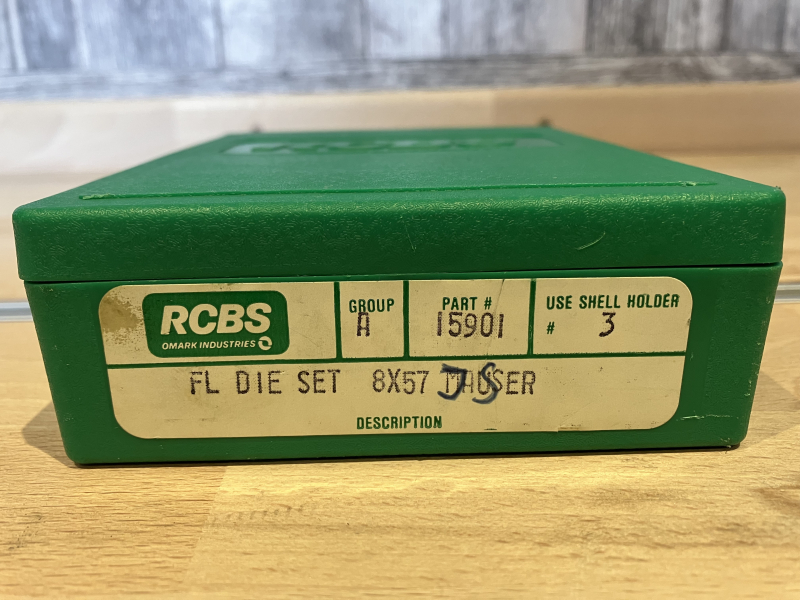 RCBS
OMARK INDUSTRIES
GROUP
A
PART #
15901
USE SHELL HOLDER
# 3
FL DIE SET 8X57 MAUSER
JS
DESCRIPTION